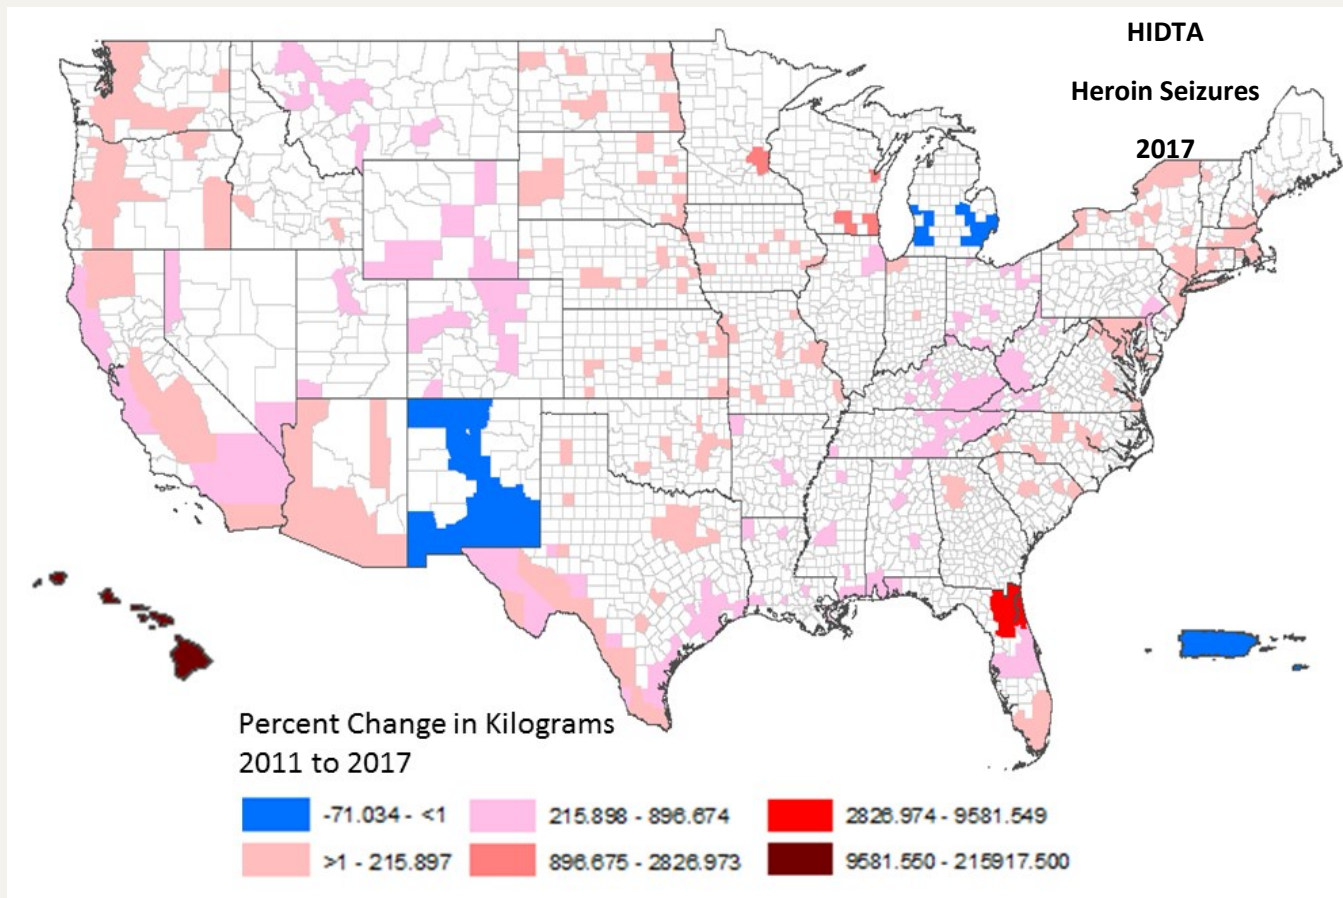 HIDTA
Heroin Seizures
2017
Percent Change in Kilograms
2011 to 2017
-71.034 - <1
215.898 - 896.674
2826.974 - 9581.549
>1 - 215.897
896.675 - 2826.973
9581.550 - 215917.500